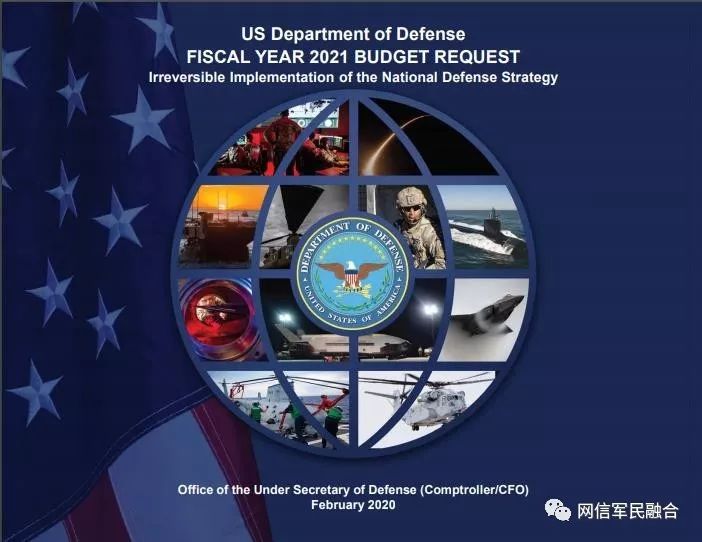 US Department of Defense
FISCAL YEAR 2021 BUDGET REQUEST
Irreversible Implementation of the National Defense Strategy
DEPARTMENT OF DEFENSE
UNITED STATES OF AMERICA
Office of the Under Secretary of Defense (Comptroller/CFO)
February 2020
网信军民融合